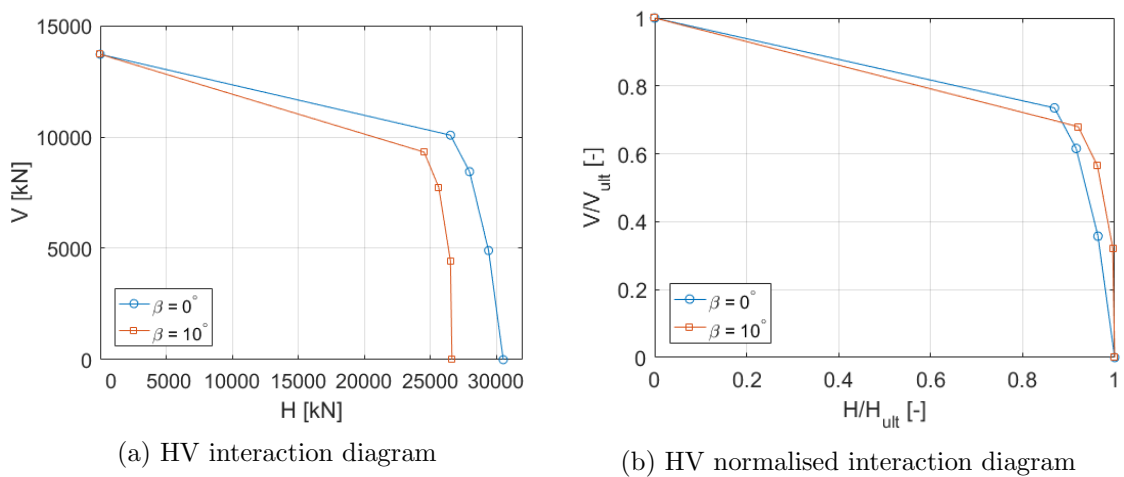 15000
10000
5000
0
V [kN]
β = 0°
β = 10°
0 5000 10000 15000 20000 25000 30000
H [kN]
(a) HV interaction diagram
1
0.8
0.6
0.4
0.2
0
V/V_ult [-]
β = 0°
β = 10°
0 0.2 0.4 0.6 0.8 1
H/H_ult [-]
(b) HV normalised interaction diagram